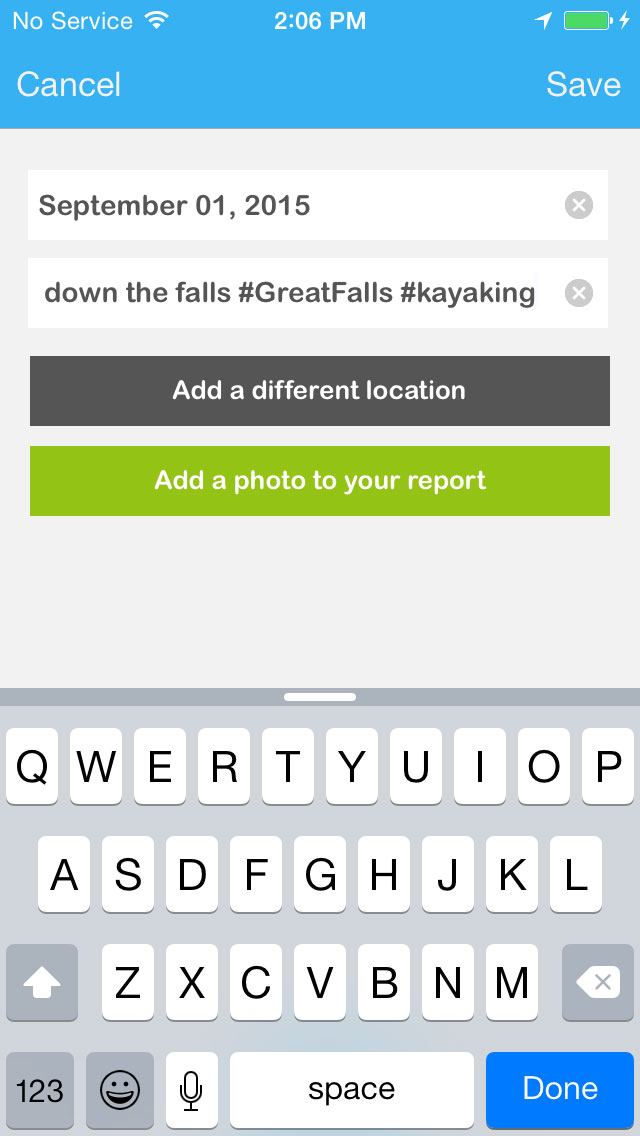 No Service 2:06 PM
Cancel Save
September 01, 2015
down the falls #GreatFalls #kayaking
Add a different location
Add a photo to your report
Q W E R T Y U I O P
A S D F G H J K L
Z X C V B N M
123 space Done